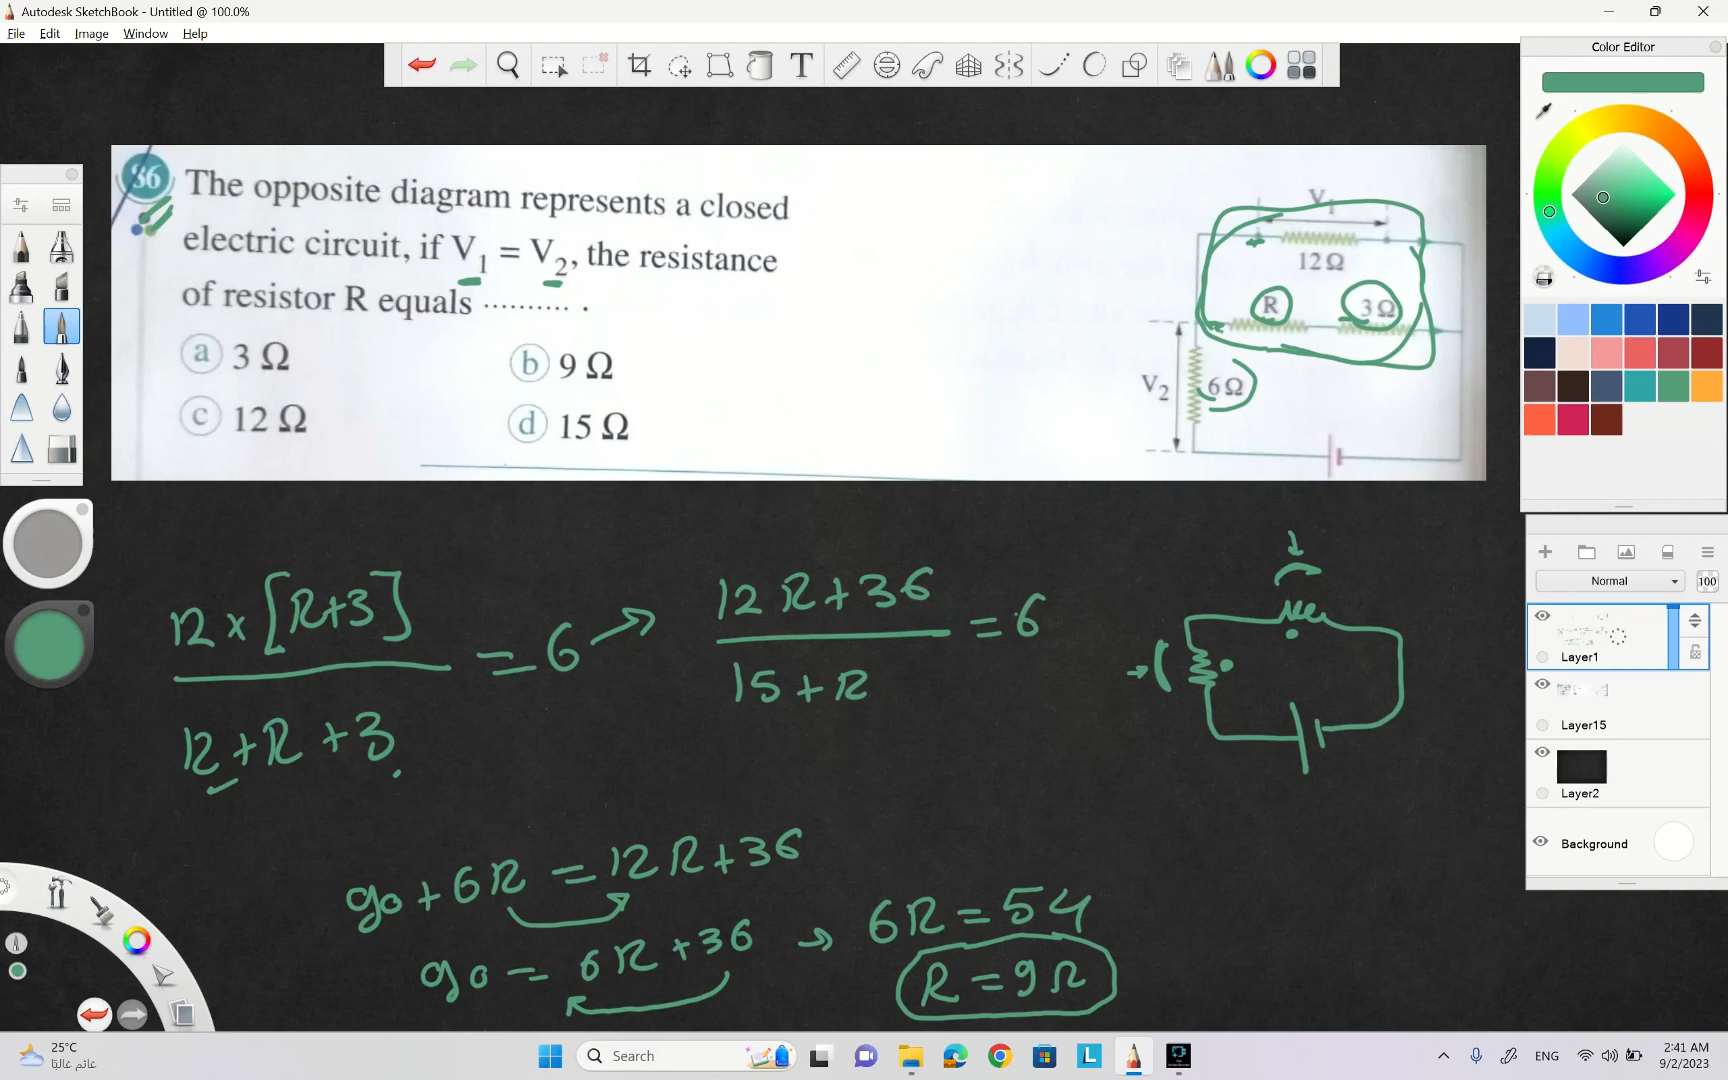 Autodesk SketchBook - Untitled @ 100.0%
File Edit Image Window Help
T
Color Editor
36 The opposite diagram represents a closed
electric circuit, if V₁ = V₂, the resistance
of resistor R equals .......... .
a 3 Ω
b 9 Ω
c 12 Ω
d 15 Ω
V₁
12 Ω
R
3 Ω
V₂
6 Ω
12 × [R+3]
12 + R + 3
= 6
12R+36
15 + R
= 6
90 + 6R = 12R + 36
90 = 6R + 36 → 6R = 54
R = 9Ω
Normal 100
Layer1
Layer15
Layer2
Background
25°C
غائم غالبًا
Search
L
ENG
2:41 AM
9/2/2023